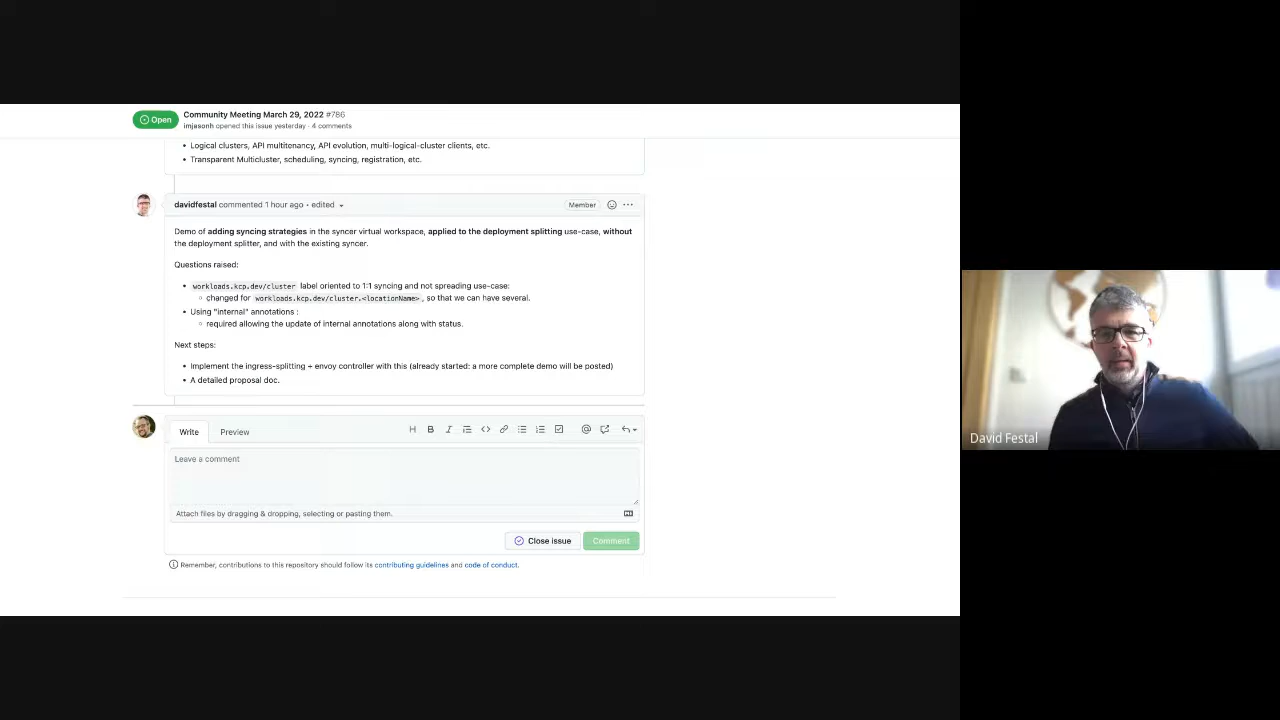 Open
Community Meeting March 29, 2022 #786
imjasonh opened this issue yesterday · 4 comments
• Logical clusters, API multitenancy, API evolution, multi-logical-cluster clients, etc.
• Transparent Multicluster, scheduling, syncing, registration, etc.
davidfestal commented 1 hour ago • edited
Member
Demo of adding syncing strategies in the syncer virtual workspace, applied to the deployment splitting use-case, without
the deployment splitter, and with the existing syncer.
Questions raised:
• workloads.kcp.dev/cluster label oriented to 1:1 syncing and not spreading use-case:
◦ changed for workloads.kcp.dev/cluster.<locationName>, so that we can have several.
• Using "internal" annotations :
◦ required allowing the update of internal annotations along with status.
Next steps:
• Implement the ingress-splitting + envoy controller with this (already started: a more complete demo will be posted)
• A detailed proposal doc.
Write
Preview
Leave a comment
Attach files by dragging & dropping, selecting or pasting them.
Close issue
Comment
Remember, contributions to this repository should follow its contributing guidelines and code of conduct.
David Festal